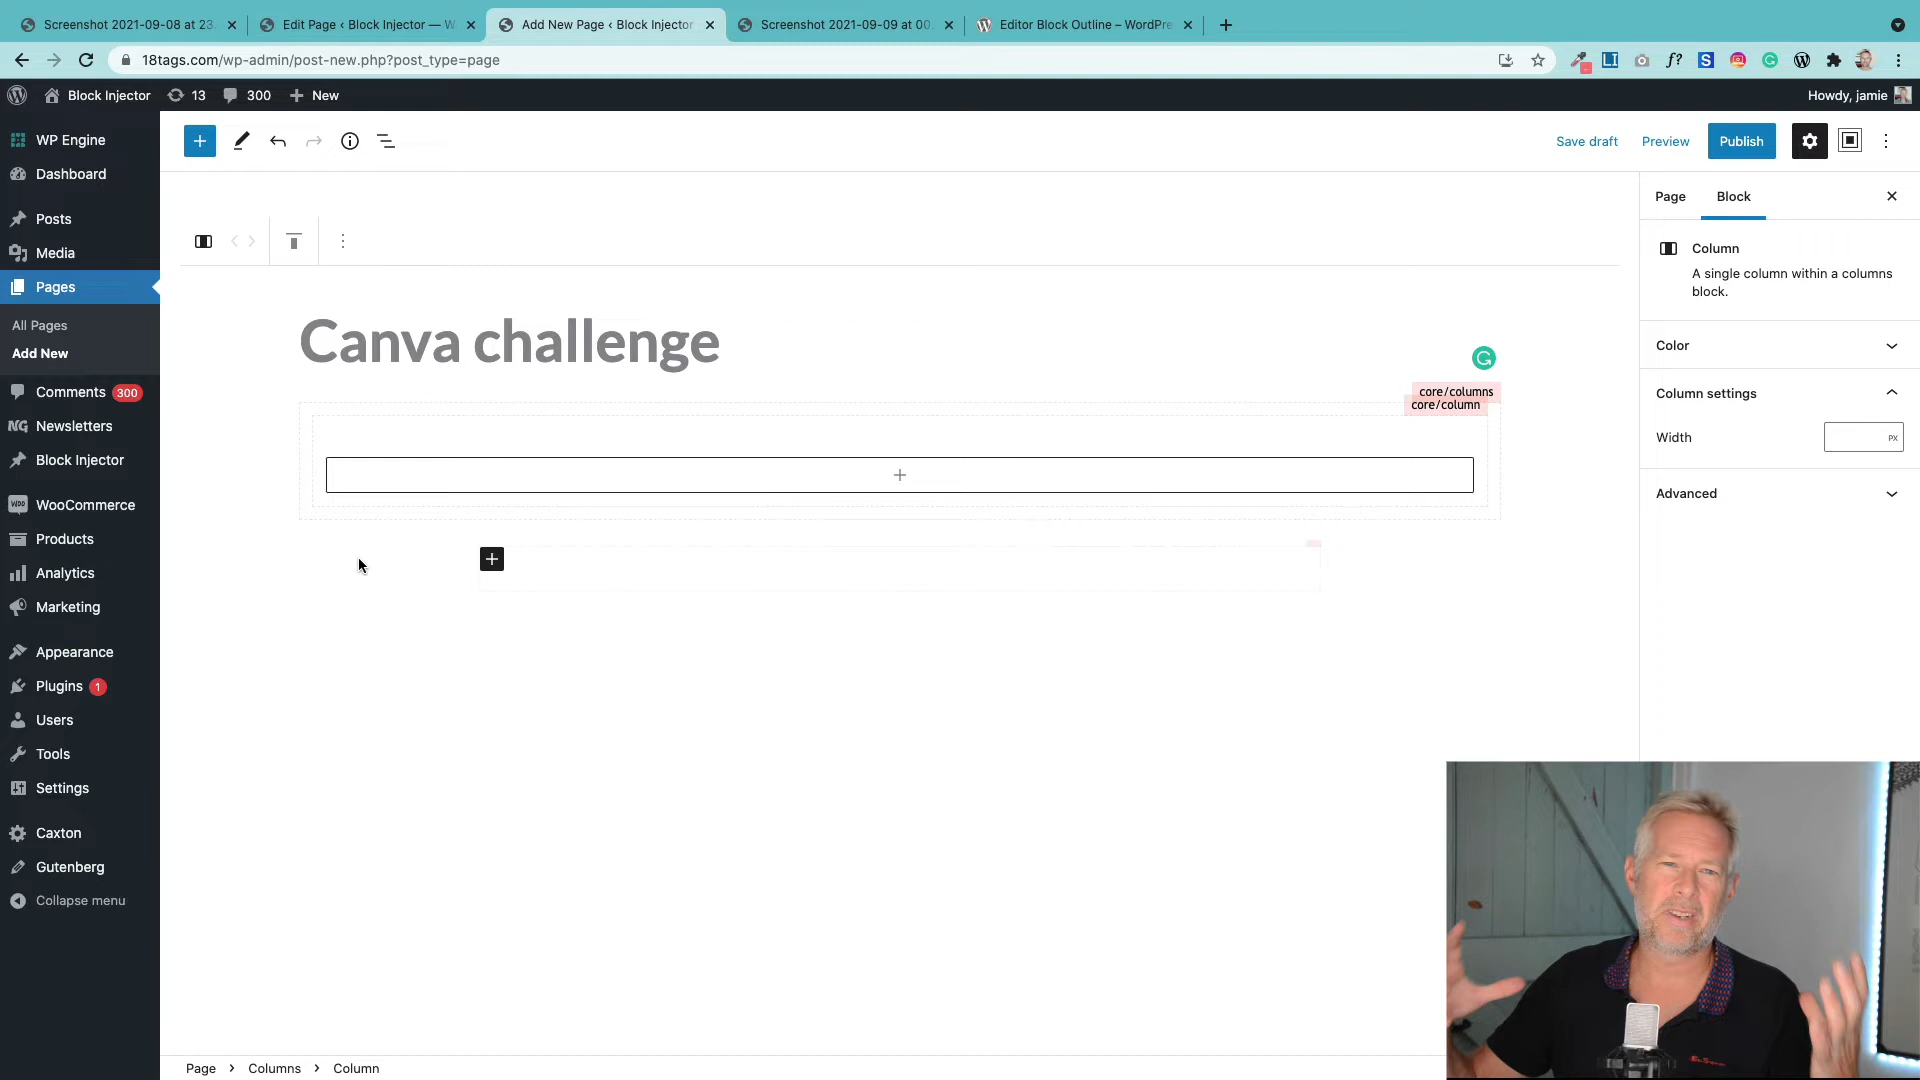 Screenshot 2021-09-08 at 23
Edit Page ‹ Block Injector — W
Add New Page ‹ Block Injector
Screenshot 2021-09-09 at 00
Editor Block Outline – WordPre
18tags.com/wp-admin/post-new.php?post_type=page
Block Injector
13
300
New
Howdy, jamie
WP Engine
Dashboard
Posts
Media
Pages
All Pages
Add New
Comments 300
NG Newsletters
Block Injector
WooCommerce
Products
Analytics
Marketing
Appearance
Plugins 1
Users
Tools
Settings
Caxton
Gutenberg
Collapse menu
Save draft
Preview
Publish
Canva challenge
core/columns
core/column
Page
Block
Column
A single column within a columns
block.
Color
Column settings
Width
PX
Advanced
Page › Columns › Column